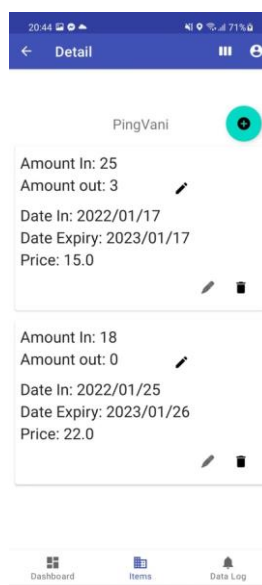 20:44 71%
Detail
PingVani
Amount In: 25
Amount out: 3
Date In: 2022/01/17
Date Expiry: 2023/01/17
Price: 15.0
Amount In: 18
Amount out: 0
Date In: 2022/01/25
Date Expiry: 2023/01/26
Price: 22.0
Dashboard Items Data Log